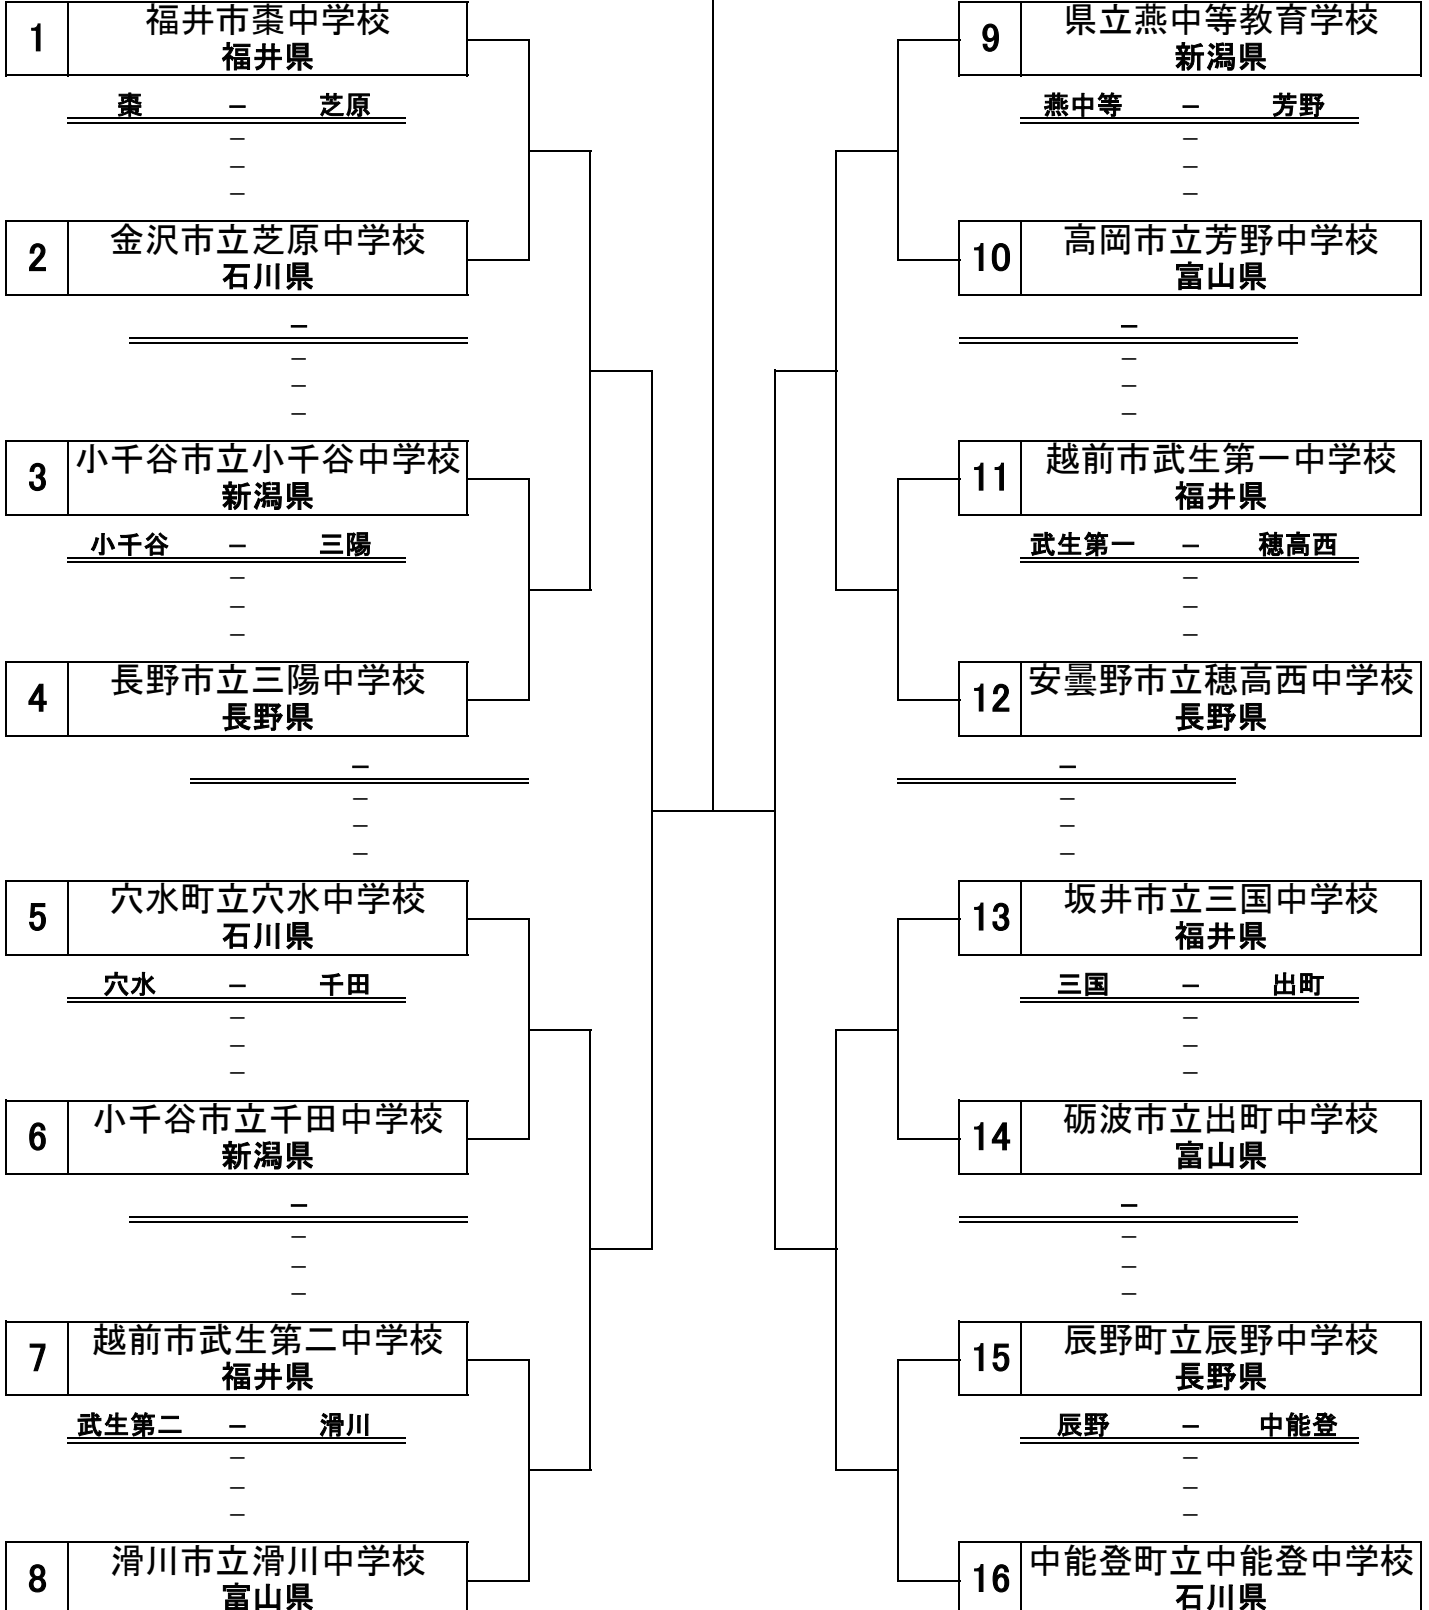 1 福井市棗中学校
福井県
棗 － 芝原
－
－
－
2 金沢市立芝原中学校
石川県
－
－
－
－
3 小千谷市立小千谷中学校
新潟県
小千谷 － 三陽
－
－
－
4 長野市立三陽中学校
長野県
－
－
－
－
5 穴水町立穴水中学校
石川県
穴水 － 千田
－
－
－
6 小千谷市立千田中学校
新潟県
－
－
－
－
7 越前市武生第二中学校
福井県
武生第二 － 滑川
－
－
－
8 滑川市立滑川中学校
富山県
9 県立燕中等教育学校
新潟県
燕中等 － 芳野
－
－
－
10 高岡市立芳野中学校
富山県
－
－
－
－
11 越前市武生第一中学校
福井県
武生第一 － 穂高西
－
－
－
12 安曇野市立穂高西中学校
長野県
－
－
－
－
13 坂井市立三国中学校
福井県
三国 － 出町
－
－
－
14 砺波市立出町中学校
富山県
－
－
－
－
15 辰野町立辰野中学校
長野県
辰野 － 中能登
－
－
－
16 中能登町立中能登中学校
石川県